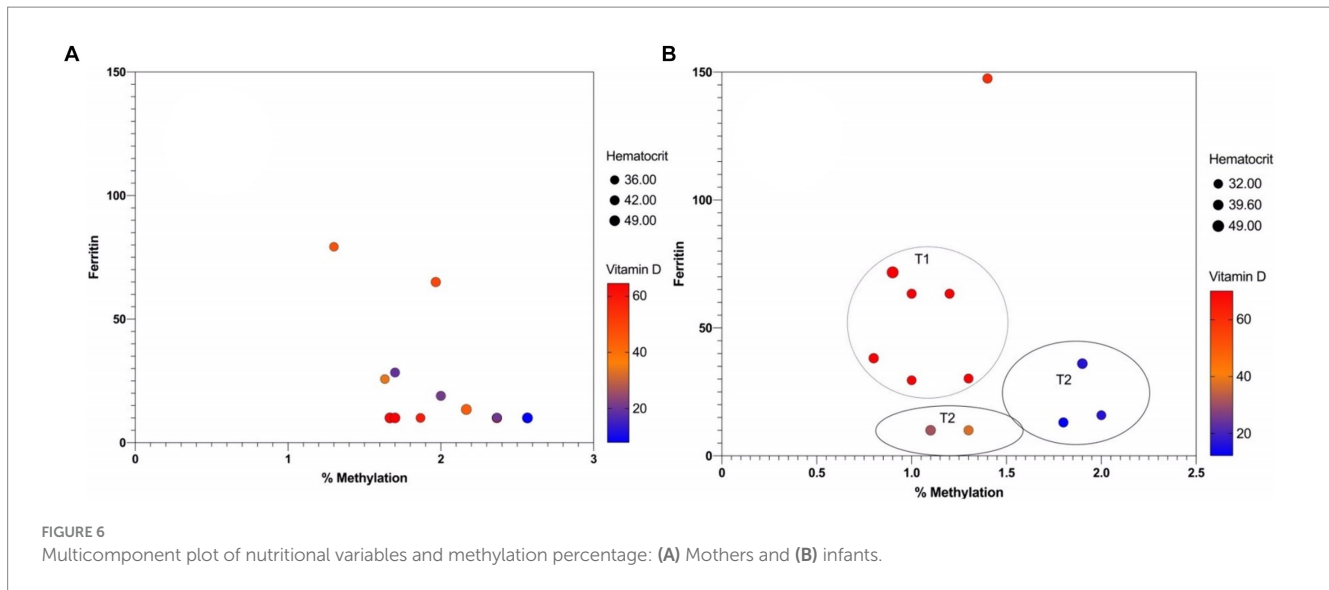 A
150
100
50
0
Ferritin
0
1
2
3
% Methylation
Hematocrit
36.00
42.00
49.00
Vitamin D
60
40
20
B
150
100
50
0
Ferritin
T1
T2
T2
0
0.5
1.0
1.5
2.0
2.5
% Methylation
Hematocrit
32.00
39.60
49.00
Vitamin D
60
40
20
FIGURE 6
Multicomponent plot of nutritional variables and methylation percentage: (A) Mothers and (B) infants.